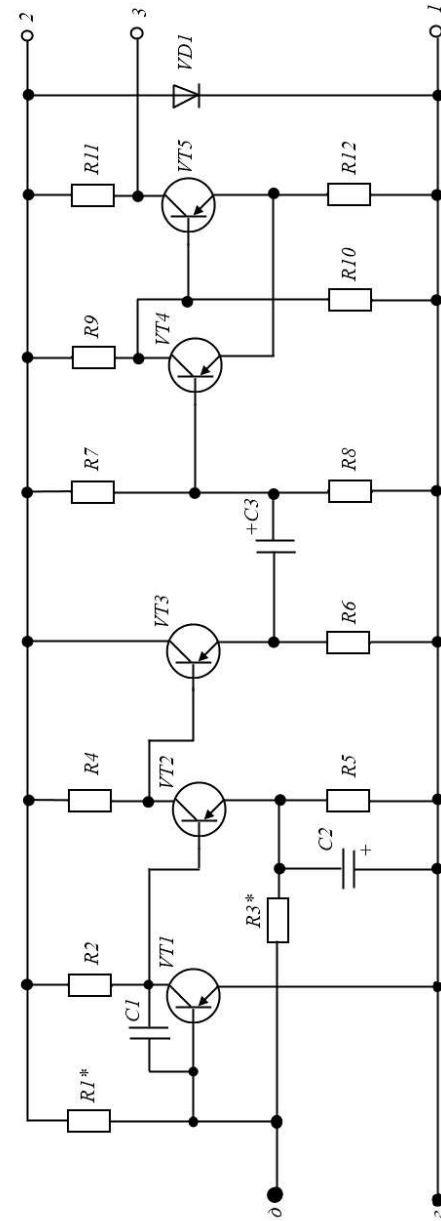 2
R1*
R2
R4
R7
R9
R11
3
C1
VT1
VT2
VT3
VT4
VT5
VD1
+C3
д
R3*
C2
+
R5
R6
R8
R10
R12
г
1